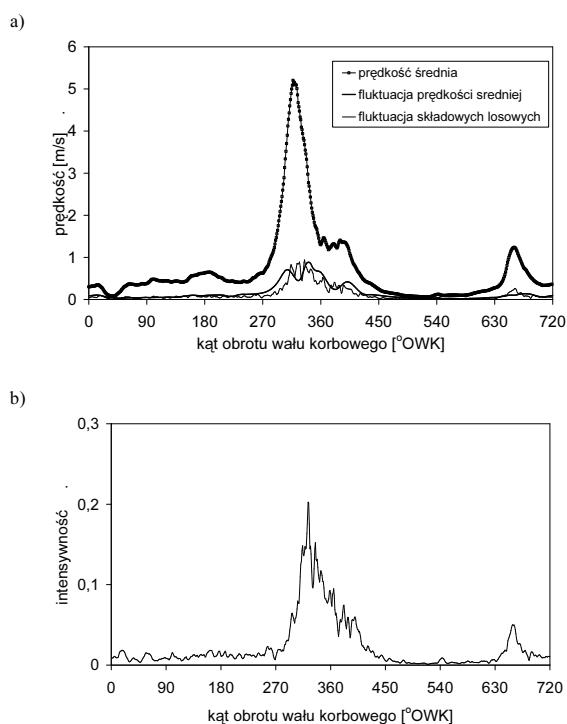 a)
6
5
4
3
2
1
0
prędkość [m/s]
prędkość średnia
fluktuacja prędkości sredniej
fluktuacja składowych losowych
0 90 180 270 360 450 540 630 720
kąt obrotu wału korbowego [°OWK]
b)
0,3
0,2
0,1
0
intensywność
0 90 180 270 360 450 540 630 720
kąt obrotu wału korbowego [°OWK]